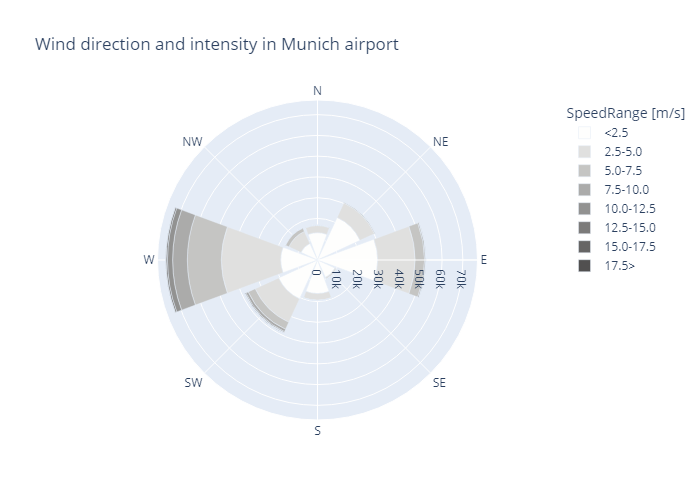 Wind direction and intensity in Munich airport
N
NW
NE
W
E
SW
SE
S
0
10k
20k
30k
40k
50k
60k
70k
SpeedRange [m/s]
<2.5
2.5-5.0
5.0-7.5
7.5-10.0
10.0-12.5
12.5-15.0
15.0-17.5
17.5>